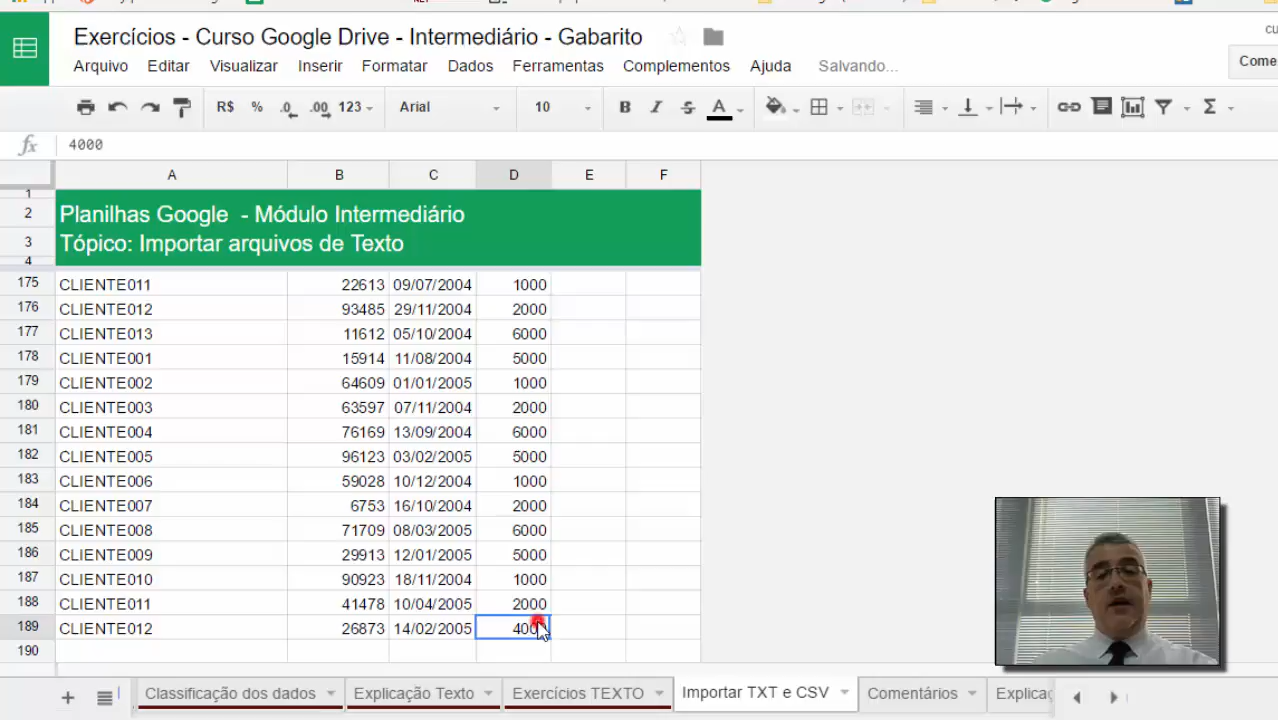 Exercícios - Curso Google Drive - Intermediário - Gabarito
Arquivo Editar Visualizar Inserir Formatar Dados Ferramentas Complementos Ajuda Salvando...
Come
R$ % .0 .00 123 Arial 10 B I S A Σ
fx 4000
A B C D E F
1
2 Planilhas Google - Módulo Intermediário
3 Tópico: Importar arquivos de Texto
4
175 CLIENTE011 22613 09/07/2004 1000
176 CLIENTE012 93485 29/11/2004 2000
177 CLIENTE013 11612 05/10/2004 6000
178 CLIENTE001 15914 11/08/2004 5000
179 CLIENTE002 64609 01/01/2005 1000
180 CLIENTE003 63597 07/11/2004 2000
181 CLIENTE004 76169 13/09/2004 6000
182 CLIENTE005 96123 03/02/2005 5000
183 CLIENTE006 59028 10/12/2004 1000
184 CLIENTE007 6753 16/10/2004 2000
185 CLIENTE008 71709 08/03/2005 6000
186 CLIENTE009 29913 12/01/2005 5000
187 CLIENTE010 90923 18/11/2004 1000
188 CLIENTE011 41478 10/04/2005 2000
189 CLIENTE012 26873 14/02/2005 4000
190
+ Classificação dos dados Explicação Texto Exercícios TEXTO Importar TXT e CSV Comentários Explicaç